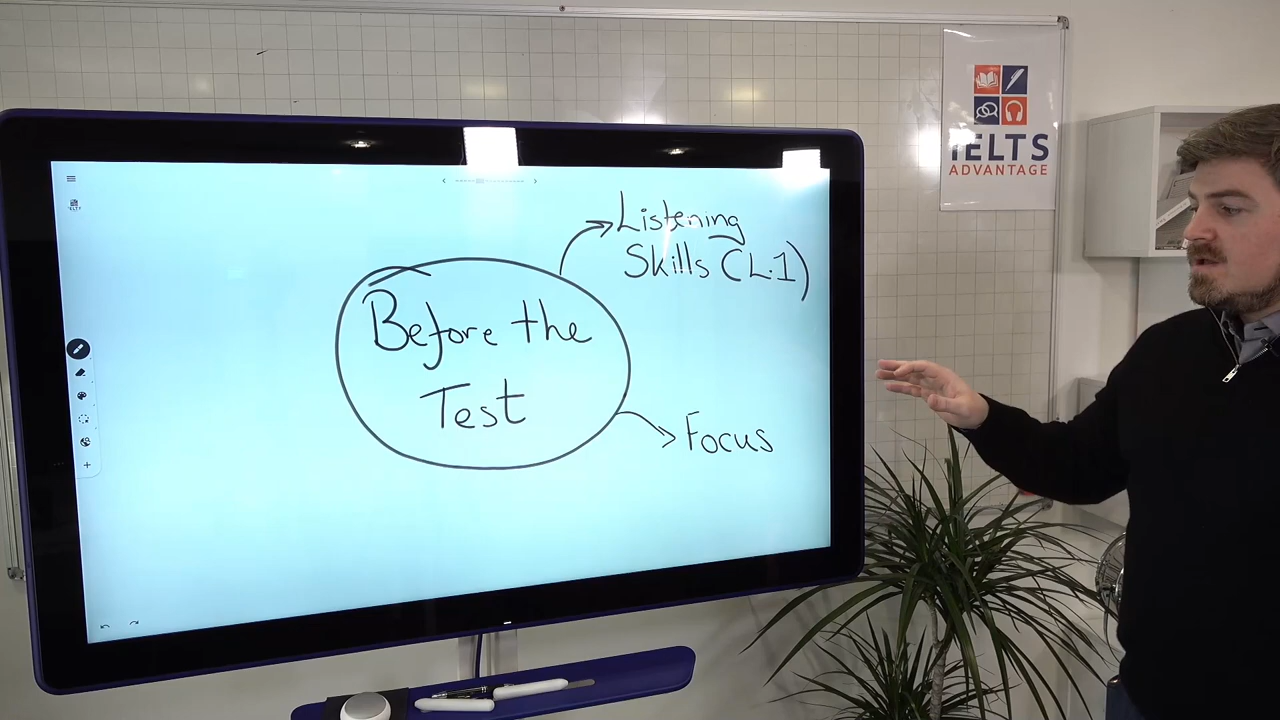 Listening
Skills (L.1)
Before the
Test
Focus
IELTS
ADVANTAGE